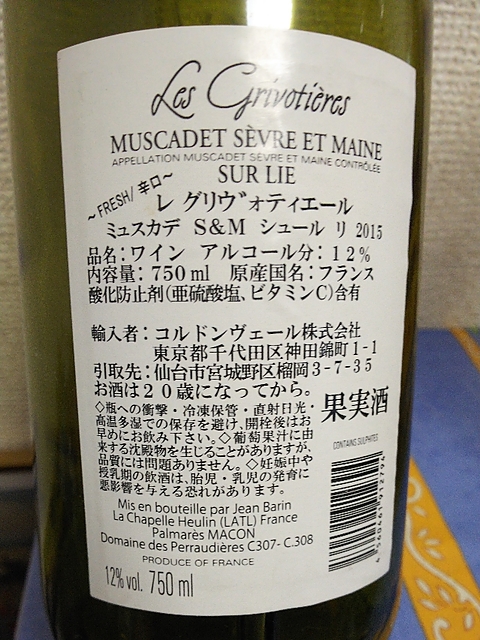 Les Grivotières
MUSCADET SÈVRE ET MAINE
APPELLATION MUSCADET SÈVRE ET MAINE CONTRÔLÉE
SUR LIE
～FRESH/辛口～
レ グリヴォティエール
ミュスカデ S&M シュール リ 2015
品名：ワイン アルコール分：12％
内容量：750ml 原産国名：フランス
酸化防止剤（亜硫酸塩、ビタミンC）含有
輸入者：コルドンヴェール株式会社
東京都千代田区神田錦町1-1
引取先：仙台市宮城野区榴岡3-7-35
お酒は20歳になってから。
◇瓶への衝撃・冷凍保管・直射日光・
高温多湿での保存を避け、開栓後はお
早めにお飲み下さい。◇葡萄果汁に由
来する沈殿物を生じることがありますが、
品質には問題ありません。◇妊娠中や
授乳期の飲酒は、胎児・乳児の発育に
悪影響を与える恐れがあります。
果実酒
CONTAINS SULPHITES
4560461912794
Mis en bouteille par Jean Barin
La Chapelle Heulin (LATL) France
Palmarès MACON
Domaine des Perraudières C307- C.308
PRODUCE OF FRANCE
12% vol. 750 ml